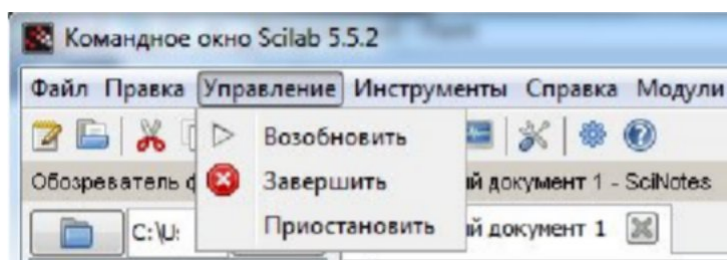 Командное окно Scilab 5.5.2
Файл Правка Управление Инструменты Справка Модули
Возобновить
Обозреватель ф Завершить й документ 1 - SciNotes
C:\U: Приостановить й документ 1